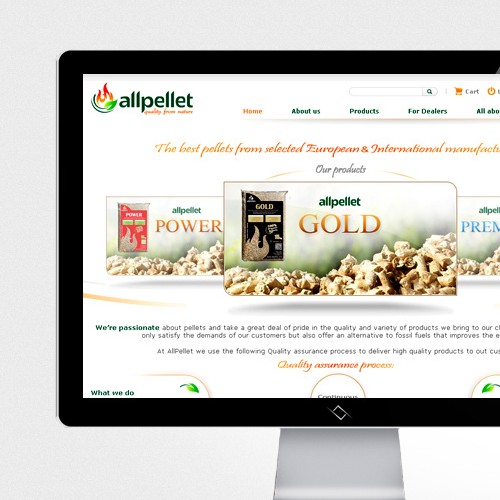 allpellet
quality from nature
Cart
Home
About us
Products
For Dealers
All abo
The best pellets from selected European & International manufactu
Our products
allpellet
POWER
POWER
allpellet
GOLD
GOLD
allpell
PREM
We're passionate about pellets and take a great deal of pride in the quality and variety of products we bring to our cl
only satisfy the demands of our customers but also offer an alternative to fossil fuels that improves the e
At AllPellet we use the following Quality assurance process to deliver high quality products to out cus
Quality assurance process:
What we do
Continuous